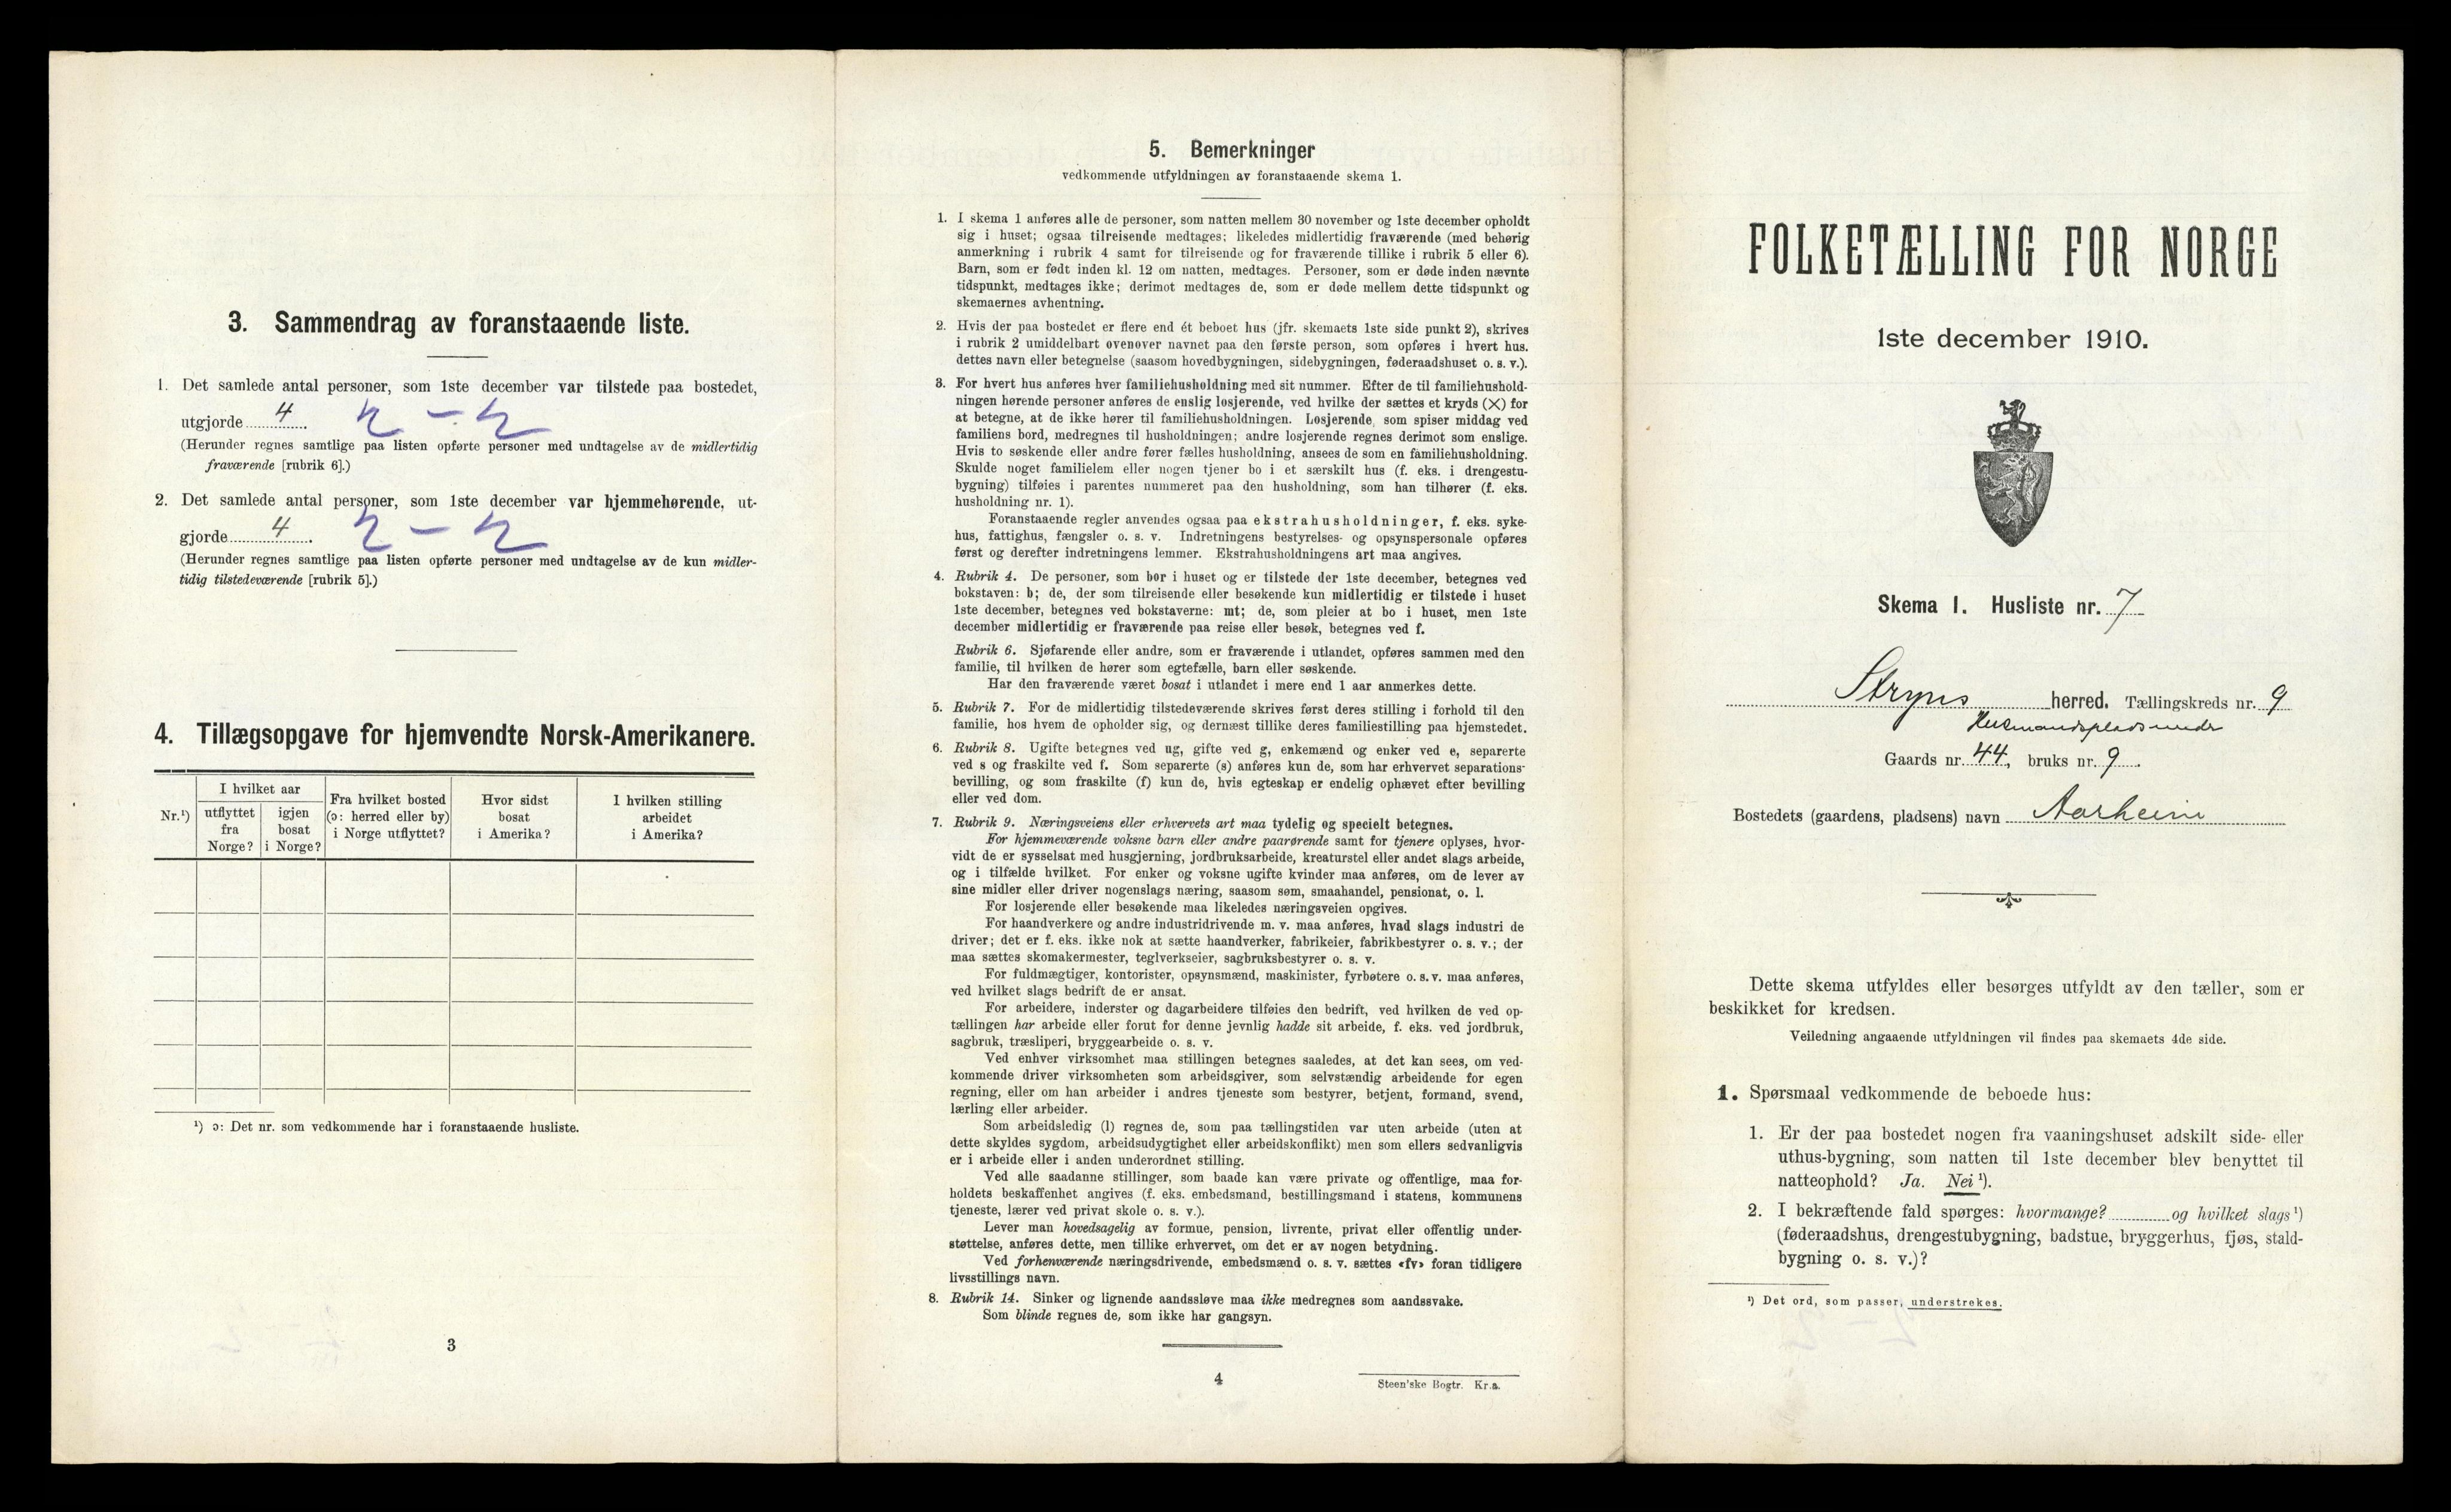 3. Sammendrag av foranstaaende liste.
1. Det samlede antal personer, som 1ste december var tilstede paa bostedet,
utgjorde 4. 2 - 2
(Herunder regnes samtlige paa listen opførte personer med undtagelse av de midlertidig
fraværende [rubrik 6].)
2. Det samlede antal personer, som 1ste december var hjemmehørende, ut-
gjorde 4. 2 - 2
(Herunder regnes samtlige paa listen opførte personer med undtagelse av de kun midler-
tidig tilstedeværende [rubrik 5].)
4. Tillægsopgave for hjemvendte Norsk-Amerikanere.
Nr.¹)
I hvilket aar
utflyttet
fra
Norge?
igjen
bosat
i Norge?
Fra hvilket bosted
(ɔ: herred eller by)
i Norge utflyttet?
Hvor sidst
bosat
i Amerika?
I hvilken stilling
arbeidet
i Amerika?
¹) ɔ: Det nr. som vedkommende har i foranstaaende husliste.
3
5. Bemerkninger
vedkommende utfyldningen av foranstaaende skema 1.
1. I skema 1 anføres alle de personer, som natten mellem 30 november og 1ste december opholdt
sig i huset; ogsaa tilreisende medtages; likeledes midlertidig fraværende (med behørig
anmerkning i rubrik 4 samt for tilreisende og for fraværende tillike i rubrik 5 eller 6).
Barn, som er født inden kl. 12 om natten, medtages. Personer, som er døde inden nævnte
tidspunkt, medtages ikke; derimot medtages de, som er døde mellem dette tidspunkt og
skemaernes avhentning.
2. Hvis der paa bostedet er flere end ét beboet hus (jfr. skemaets 1ste side punkt 2), skrives
i rubrik 2 umiddelbart ovenover navnet paa den første person, som opføres i hvert hus.
dettes navn eller betegnelse (saasom hovedbygningen, sidebygningen, føderaadshuset o. s. v.).
3. For hvert hus anføres hver familiehusholdning med sit nummer. Efter de til familiehushold-
ningen hørende personer anføres de enslig losjerende, ved hvilke der sættes et kryds (×) for
at betegne, at de ikke hører til familiehusholdningen. Losjerende, som spiser middag ved
familiens bord, medregnes til husholdningen; andre losjerende regnes derimot som enslige.
Hvis to søskende eller andre fører fælles husholdning, ansees de som en familiehusholdning.
Skulde noget familielem eller nogen tjener bo i et særskilt hus (f. eks. i drengestu-
bygning) tilføies i parentes nummeret paa den husholdning, som han tilhører (f. eks.
husholdning nr. 1).
Foranstaaende regler anvendes ogsaa paa ekstrahusholdninger, f. eks. syke-
hus, fattighus, fængsler o. s. v. Indretningens bestyrelses- og opsynspersonale opføres
først og derefter indretningens lemmer. Ekstrahusholdningens art maa angives.
4. Rubrik 4. De personer, som bor i huset og er tilstede der 1ste december, betegnes ved
bokstaven: b; de, der som tilreisende eller besøkende kun midlertidig er tilstede i huset
1ste december, betegnes ved bokstaverne: mt; de, som pleier at bo i huset, men 1ste
december midlertidig er fraværende paa reise eller besøk, betegnes ved f.
Rubrik 6. Sjøfarende eller andre, som er fraværende i utlandet, opføres sammen med den
familie, til hvilken de hører som egtefælle, barn eller søskende.
Har den fraværende været bosat i utlandet i mere end 1 aar anmerkes dette.
5. Rubrik 7. For de midlertidig tilstedeværende skrives først deres stilling i forhold til den
familie, hos hvem de opholder sig, og dernæst tillike deres familiestilling paa hjemstedet.
6. Rubrik 8. Ugifte betegnes ved ug, gifte ved g, enkemænd og enker ved e, separerte
ved s og fraskilte ved f. Som separerte (s) anføres kun de, som har erhvervet separations-
bevilling, og som fraskilte (f) kun de, hvis egteskap er endelig ophævet efter bevilling
eller ved dom.
7. Rubrik 9. Næringsveiens eller erhvervets art maa tydelig og specielt betegnes.
For hjemmeværende voksne barn eller andre paarørende samt for tjenere oplyses, hvor-
vidt de er sysselsat med husgjerning, jordbruksarbeide, kreaturstel eller andet slags arbeide,
og i tilfælde hvilket. For enker og voksne ugifte kvinder maa anføres, om de lever av
sine midler eller driver nogenslags næring, saasom søm, smaahandel, pensionat, o. l.
For losjerende eller besøkende maa likeledes næringsveien opgives.
For haandverkere og andre industridrivende m. v. maa anføres, hvad slags industri de
driver; det er f. eks. ikke nok at sætte haandverker, fabrikeier, fabrikbestyrer o. s. v.; der
maa sættes skomakermester, teglverkseier, sagbruksbestyrer o. s. v.
For fuldmægtiger, kontorister, opsynsmænd, maskinister, fyrbøtere o. s. v. maa anføres,
ved hvilket slags bedrift de er ansat.
For arbeidere, inderster og dagarbeidere tilføies den bedrift, ved hvilken de ved op-
tællingen har arbeide eller forut for denne jevnlig hadde sit arbeide, f. eks. ved jordbruk,
sagbruk, træsliperi, bryggearbeide o. s. v.
Ved enhver virksomhet maa stillingen betegnes saaledes, at det kan sees, om ved-
kommende driver virksomheten som arbeidsgiver, som selvstændig arbeidende for egen
regning, eller om han arbeider i andres tjeneste som bestyrer, betjent, formand, svend,
lærling eller arbeider.
Som arbeidsledig (l) regnes de, som paa tællingstiden var uten arbeide (uten at
dette skyldes sygdom, arbeidsudygtighet eller arbeidskonflikt) men som ellers sedvanligvis
er i arbeide eller i anden underordnet stilling.
Ved alle saadanne stillinger, som baade kan være private og offentlige, maa for-
holdets beskaffenhet angives (f. eks. embedsmand, bestillingsmand i statens, kommunens
tjeneste, lærer ved privat skole o. s. v.).
Lever man hovedsagelig av formue, pension, livrente, privat eller offentlig under-
støttelse, anføres dette, men tillike erhvervet, om det er av nogen betydning.
Ved forhenværende næringsdrivende, embedsmænd o. s. v. sættes «fv» foran tidligere
livsstillings navn.
8. Rubrik 14. Sinker og lignende aandssløve maa ikke medregnes som aandssvake.
Som blinde regnes de, som ikke har gangsyn.
4
Steen'ske Bogtr. Kr.a.
FOLKETÆLLING FOR NORGE
1ste december 1910.
Skema 1. Husliste nr. 7
Stryns herred. Tællingskreds nr. 9
Husmandsplads under
Gaards nr. 44, bruks nr. 9.
Bostedets (gaardens, pladsens) navn Aarheim
Dette skema utfyldes eller besørges utfyldt av den tæller, som er
beskikket for kredsen.
Veiledning angaaende utfyldningen vil findes paa skemaets 4de side.
1. Spørsmaal vedkommende de beboede hus:
1. Er der paa bostedet nogen fra vaaningshuset adskilt side- eller
uthus-bygning, som natten til 1ste december blev benyttet til
natteophold? Ja. Nei ¹).
2. I bekræftende fald spørges: hvormange? og hvilket slags ¹)
(føderaadshus, drengestubygning, badstue, bryggerhus, fjøs, stald-
bygning o. s. v.)?
¹) Det ord, som passer, understrekes.